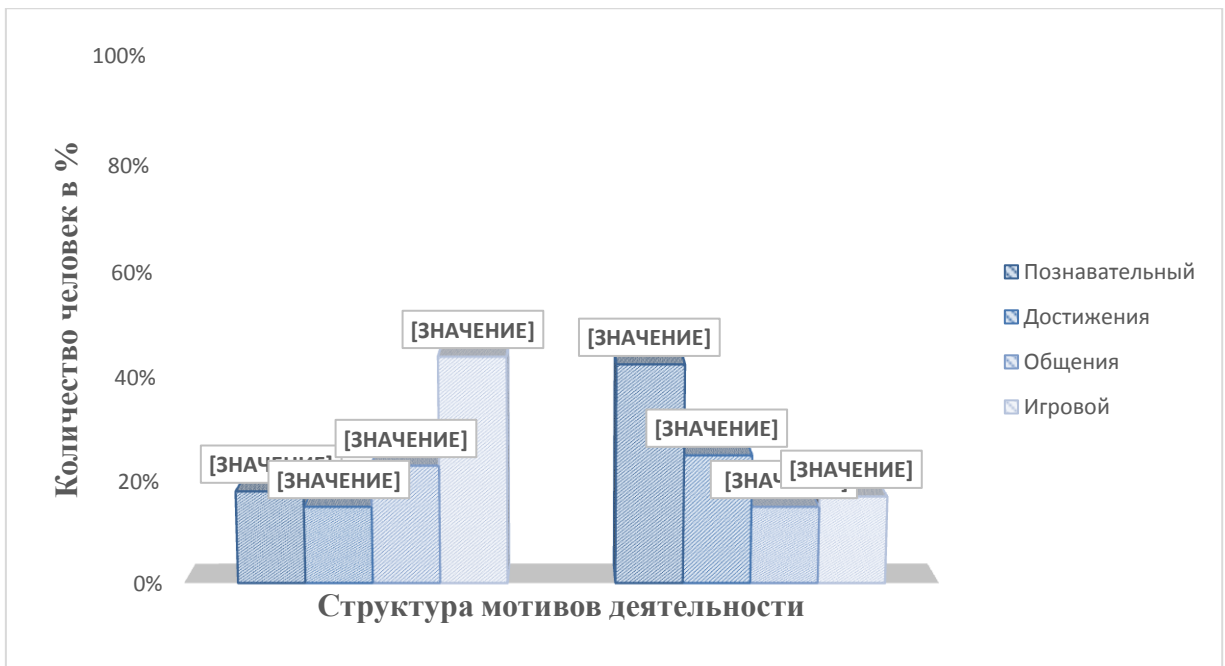 100%
80%
60%
40%
20%
0%
Количество человек в %
[ЗНАЧЕНИЕ]
[ЗНАЧЕНИЕ]
[ЗНАЧЕНИЕ]
[ЗНАЧЕНИЕ]
[ЗНАЧЕНИЕ]
[ЗНАЧЕНИЕ]
[ЗНАЧЕНИЕ]
[ЗНАЧЕНИЕ]
Структура мотивов деятельности
Познавательный
Достижения
Общения
Игровой